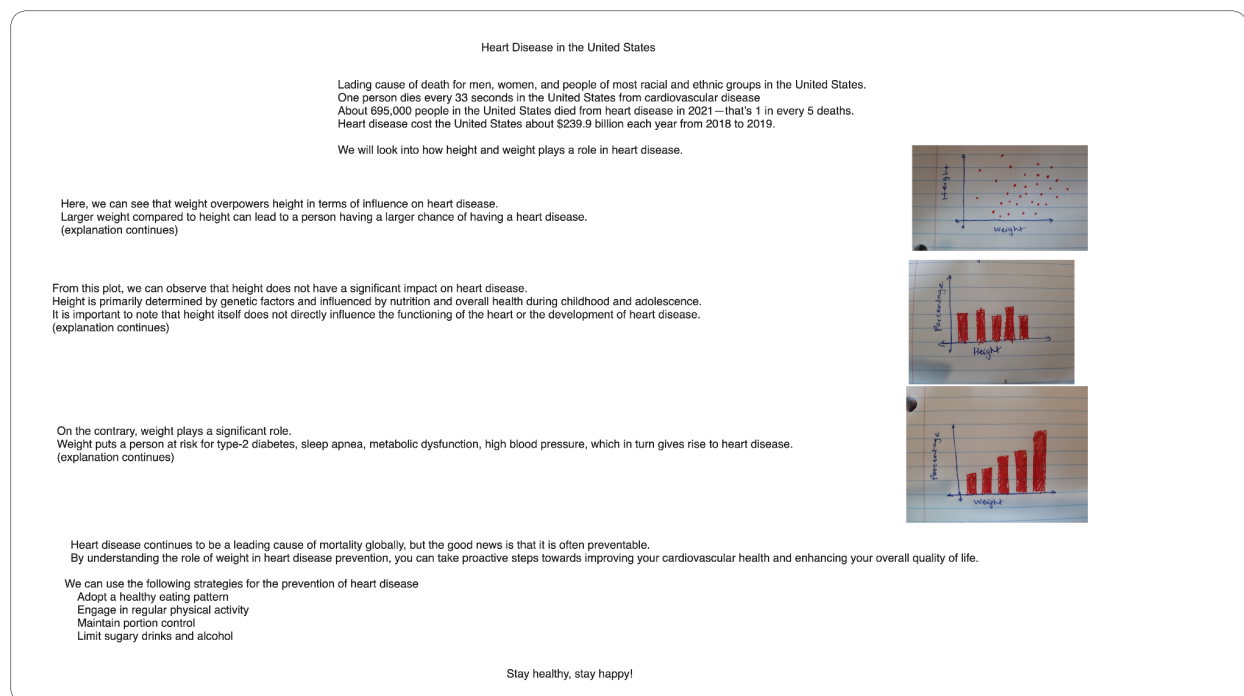 Heart Disease in the United States
Lading cause of death for men, women, and people of most racial and ethnic groups in the United States.
One person dies every 33 seconds in the United States from cardiovascular disease
About 695,000 people in the United States died from heart disease in 2021—that's 1 in every 5 deaths.
Heart disease cost the United States about $239.9 billion each year from 2018 to 2019.
We will look into how height and weight plays a role in heart disease.
Height
Weight
Here, we can see that weight overpowers height in terms of influence on heart disease.
Larger weight compared to height can lead to a person having a larger chance of having a heart disease.
(explanation continues)
From this plot, we can observe that height does not have a significant impact on heart disease.
Height is primarily determined by genetic factors and influenced by nutrition and overall health during childhood and adolescence.
It is important to note that height itself does not directly influence the functioning of the heart or the development of heart disease.
(explanation continues)
Percentage
Height
On the contrary, weight plays a significant role.
Weight puts a person at risk for type-2 diabetes, sleep apnea, metabolic dysfunction, high blood pressure, which in turn gives rise to heart disease.
(explanation continues)
Percentage
Weight
Heart disease continues to be a leading cause of mortality globally, but the good news is that it is often preventable.
By understanding the role of weight in heart disease prevention, you can take proactive steps towards improving your cardiovascular health and enhancing your overall quality of life.
We can use the following strategies for the prevention of heart disease
Adopt a healthy eating pattern
Engage in regular physical activity
Maintain portion control
Limit sugary drinks and alcohol
Stay healthy, stay happy!